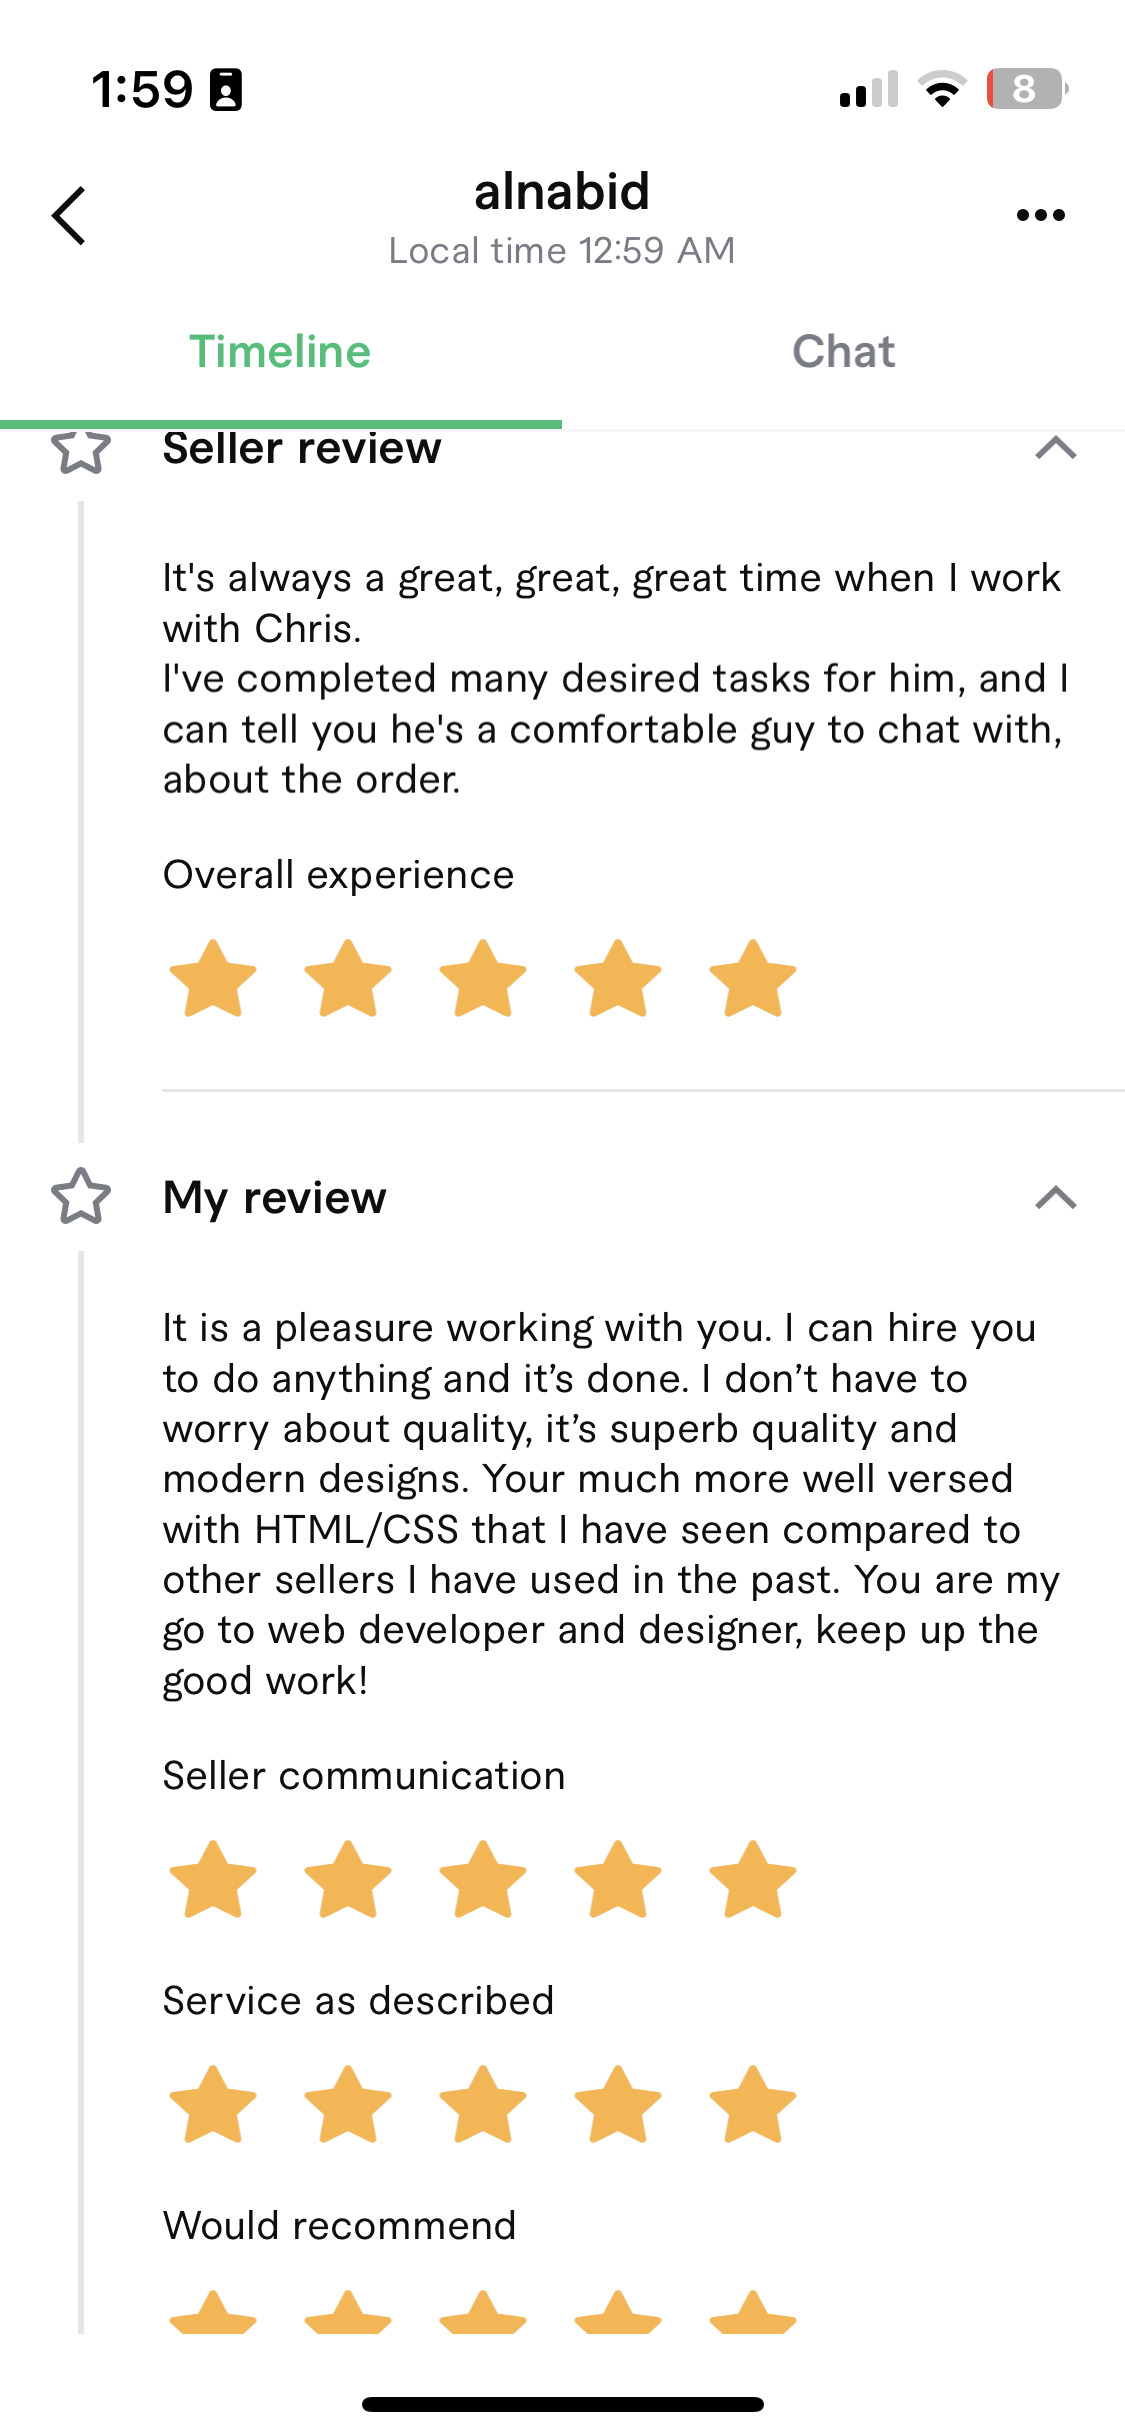 1:59
8
alnabid
Local time 12:59 AM
Timeline
Chat
Seller review
It's always a great, great, great time when I work
with Chris.
I've completed many desired tasks for him, and I
can tell you he's a comfortable guy to chat with,
about the order.
Overall experience
My review
It is a pleasure working with you. I can hire you
to do anything and it’s done. I don’t have to
worry about quality, it’s superb quality and
modern designs. Your much more well versed
with HTML/CSS that I have seen compared to
other sellers I have used in the past. You are my
go to web developer and designer, keep up the
good work!
Seller communication
Service as described
Would recommend